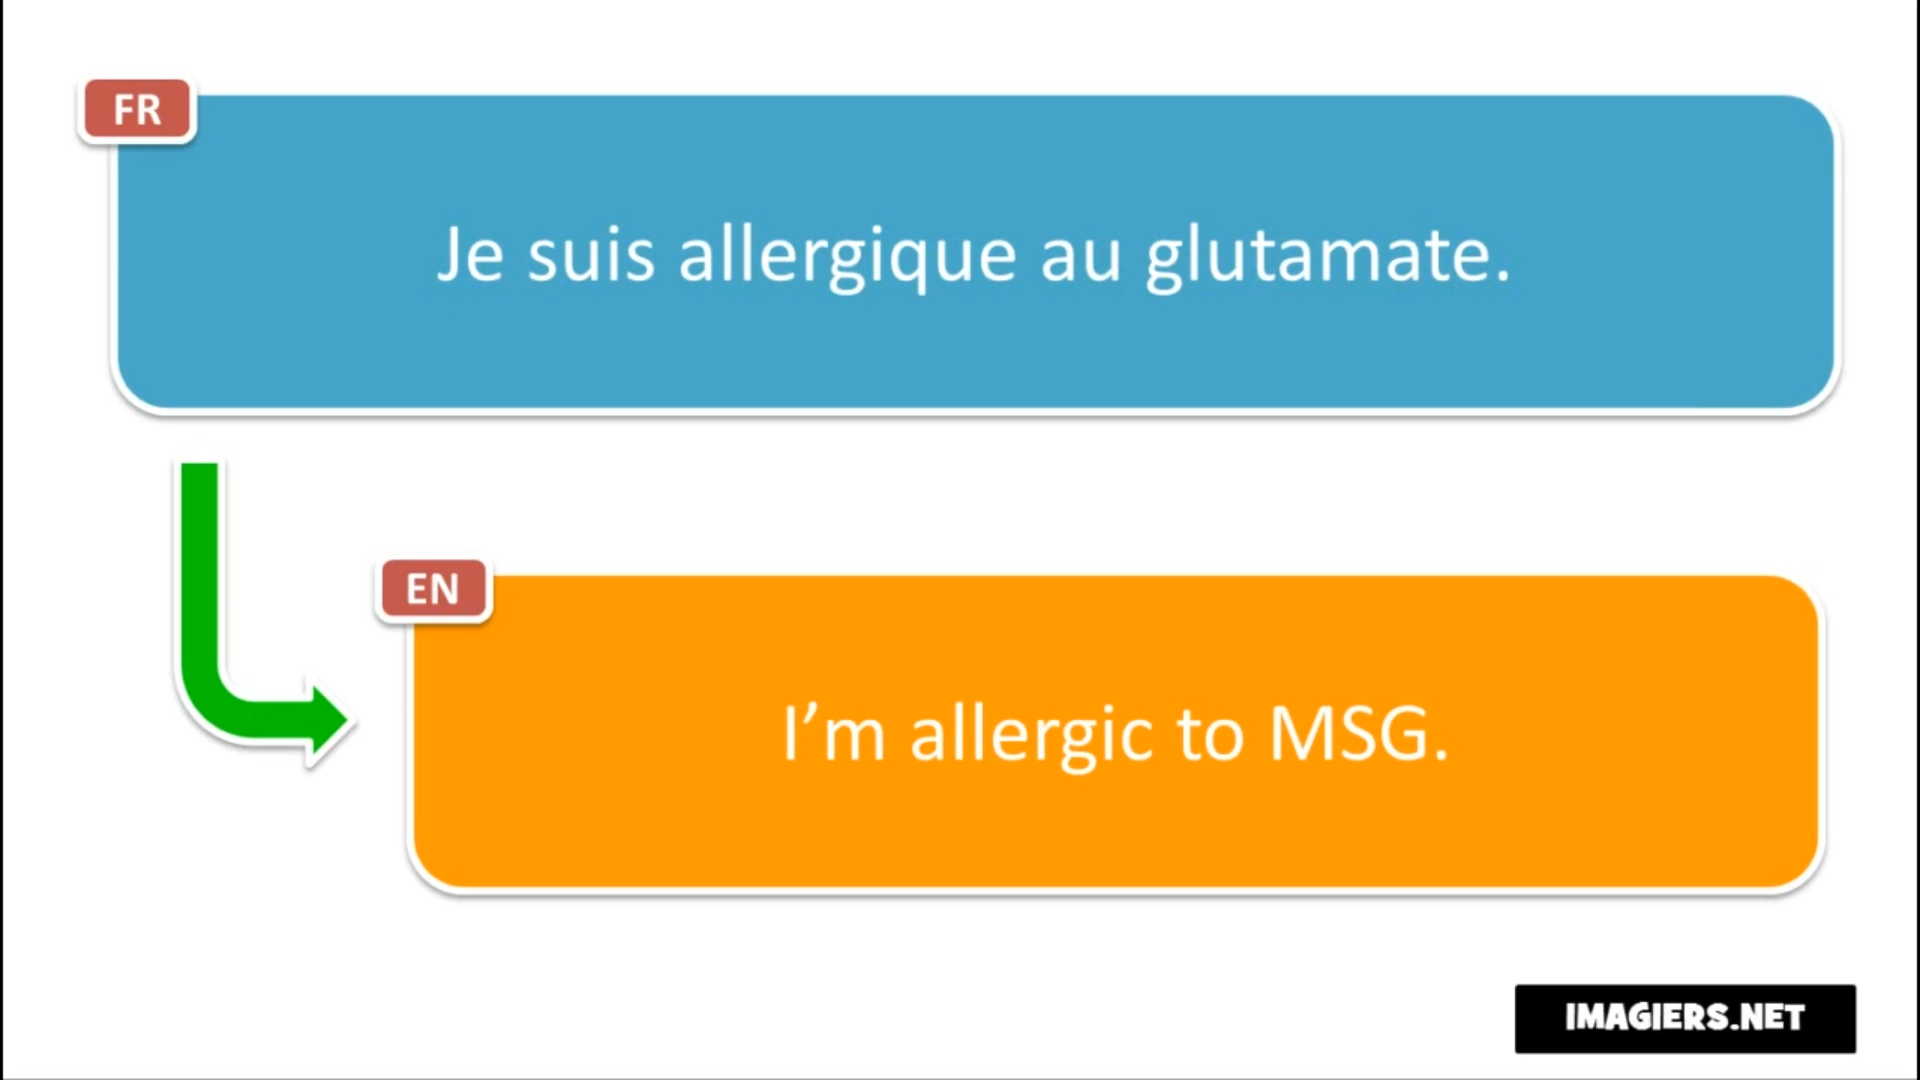 FR
Je suis allergique au glutamate.
EN
I’m allergic to MSG.
IMAGIERS.NET